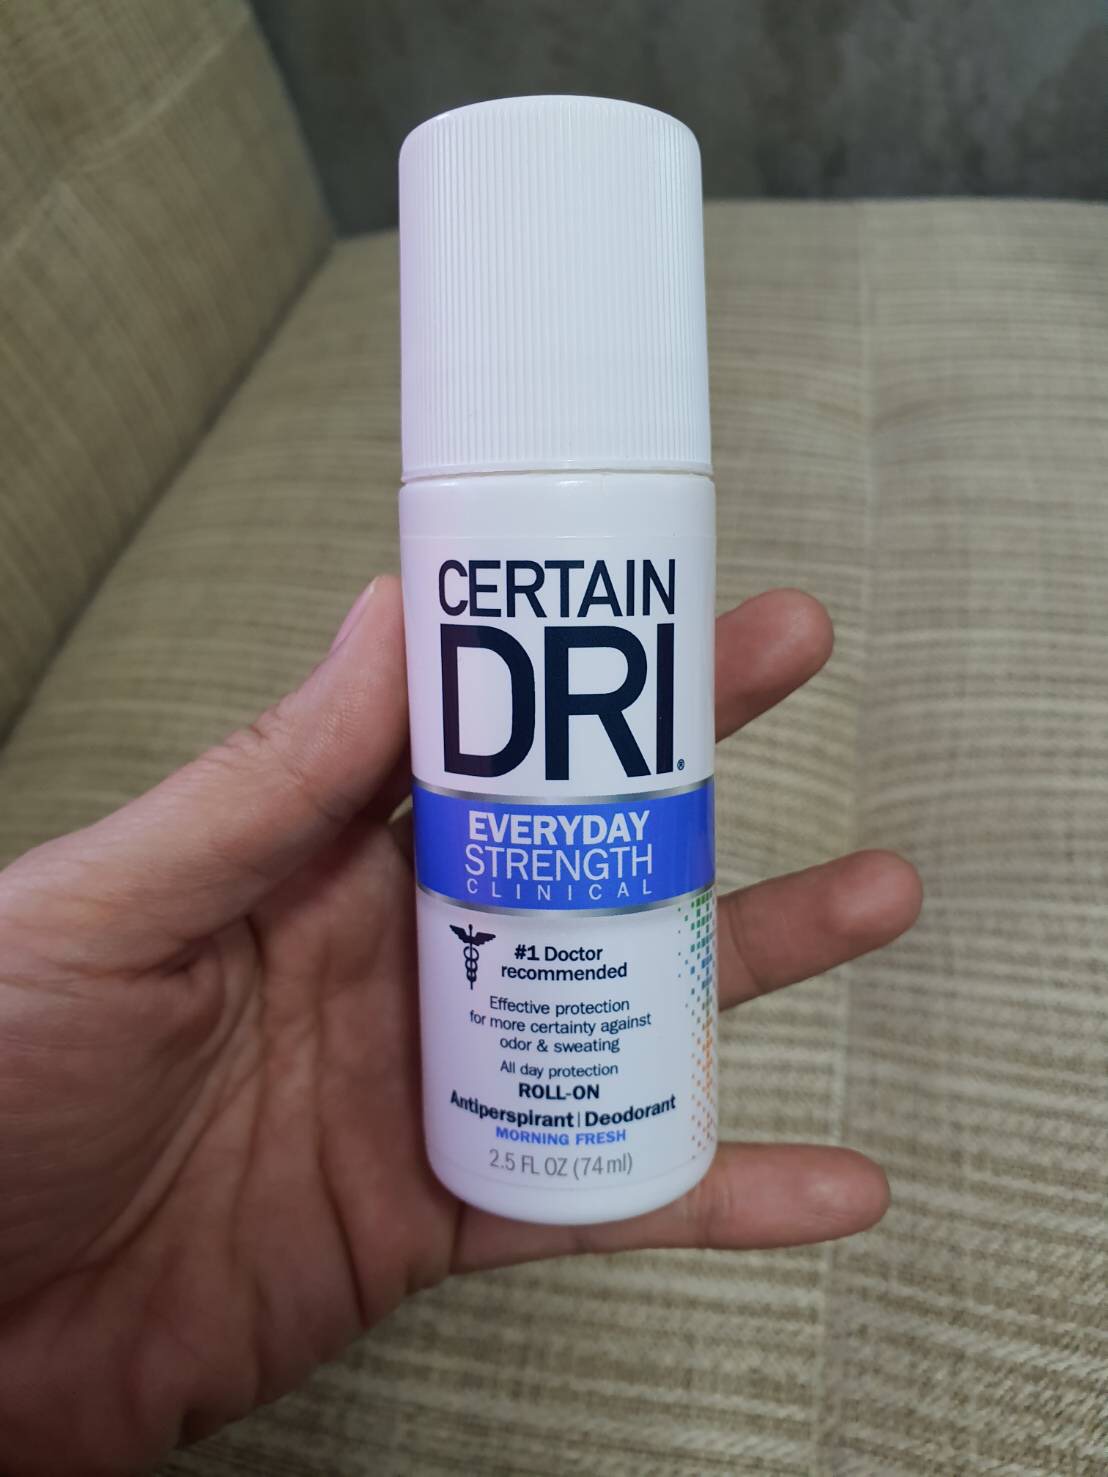 CERTAIN
DRI®
EVERYDAY
STRENGTH
CLINICAL
#1 Doctor
recommended
Effective protection
for more certainty against
odor & sweating
All day protection
ROLL-ON
Antiperspirant | Deodorant
MORNING FRESH
2.5 FL OZ (74 ml)